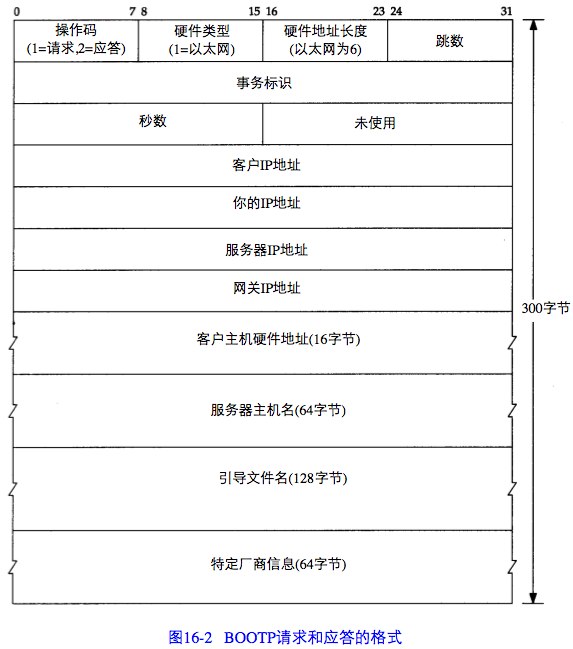 0 7 8 15 16 23 24 31
操作码
(1=请求,2=应答)
硬件类型
(1=以太网)
硬件地址长度
(以太网为6)
跳数
事务标识
秒数
未使用
客户IP地址
你的IP地址
服务器IP地址
网关IP地址
300字节
客户主机硬件地址(16字节)
服务器主机名(64字节)
引导文件名(128字节)
特定厂商信息(64字节)
图16-2 BOOTP请求和应答的格式